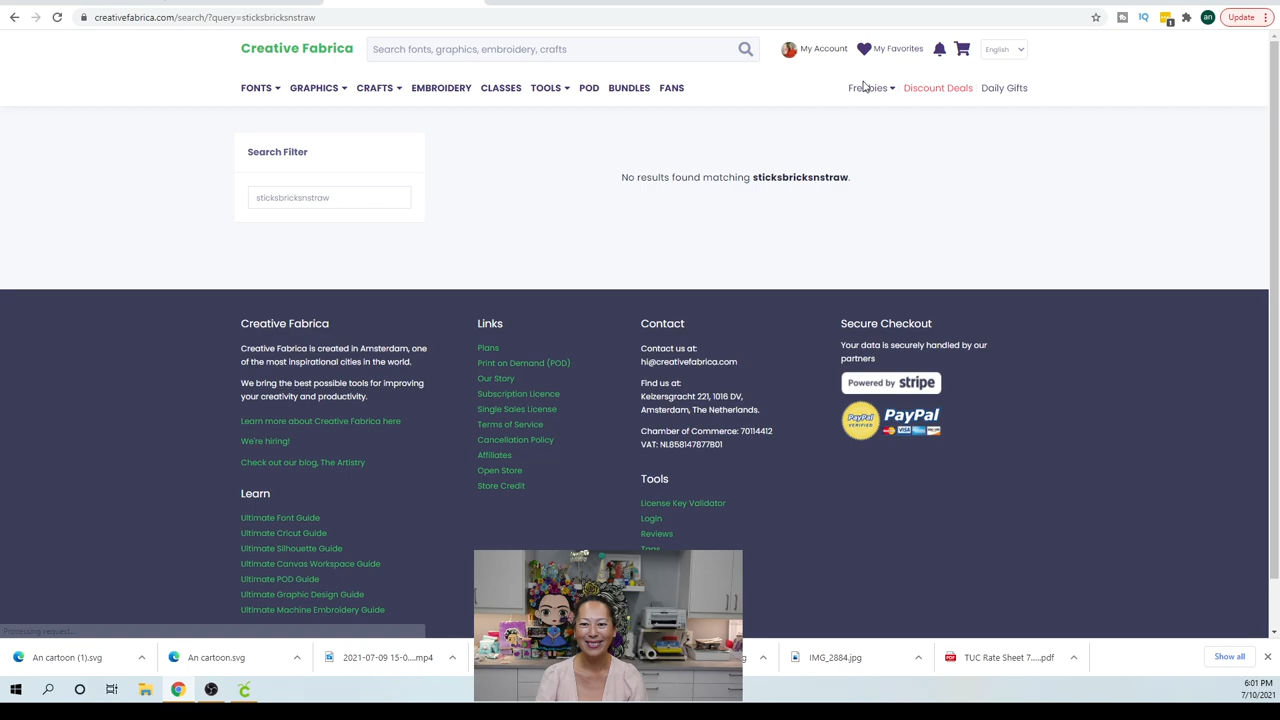 creativefabrica.com/search/?query=sticksbricksnstraw
IQ
1
an
Update
Creative Fabrica
Search fonts, graphics, embroidery, crafts
My Account
My Favorites
English
FONTS
GRAPHICS
CRAFTS
EMBROIDERY
CLASSES
TOOLS
POD
BUNDLES
FANS
Freebies
Discount Deals
Daily Gifts
Search Filter
sticksbricksnstraw
No results found matching sticksbricksnstraw.
Creative Fabrica
Creative Fabrica is created in Amsterdam, one
of the most inspirational cities in the world.
We bring the best possible tools for improving
your creativity and productivity.
Learn more about Creative Fabrica here
We're hiring!
Check out our blog, The Artistry
Learn
Ultimate Font Guide
Ultimate Cricut Guide
Ultimate Silhouette Guide
Ultimate Canvas Workspace Guide
Ultimate POD Guide
Ultimate Graphic Design Guide
Ultimate Machine Embroidery Guide
Links
Plans
Print on Demand (POD)
Our Story
Subscription Licence
Single Sales License
Terms of Service
Cancellation Policy
Affiliates
Open Store
Store Credit
Contact
Contact us at:
hi@creativefabrica.com
Find us at:
Keizersgracht 221, 1016 DV,
Amsterdam, The Netherlands.
Chamber of Commerce: 70114412
VAT: NL858147877B01
Tools
License Key Validator
Login
Reviews
Tags
Secure Checkout
Your data is securely handled by our
partners
Powered by stripe
PayPal
VERIFIED
PayPal
VISA
Processing request...
An cartoon (1).svg
An cartoon.svg
2021-07-09 15-0....mp4
IMG_2884.jpg
PDF
TUC Rate Sheet 7....pdf
Show all
6:01 PM
7/10/2021